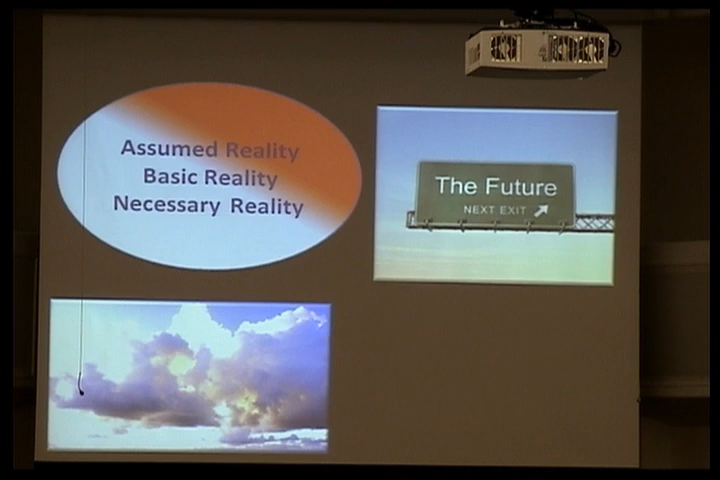 Assumed Reality
Basic Reality
Necessary Reality
The Future
NEXT EXIT